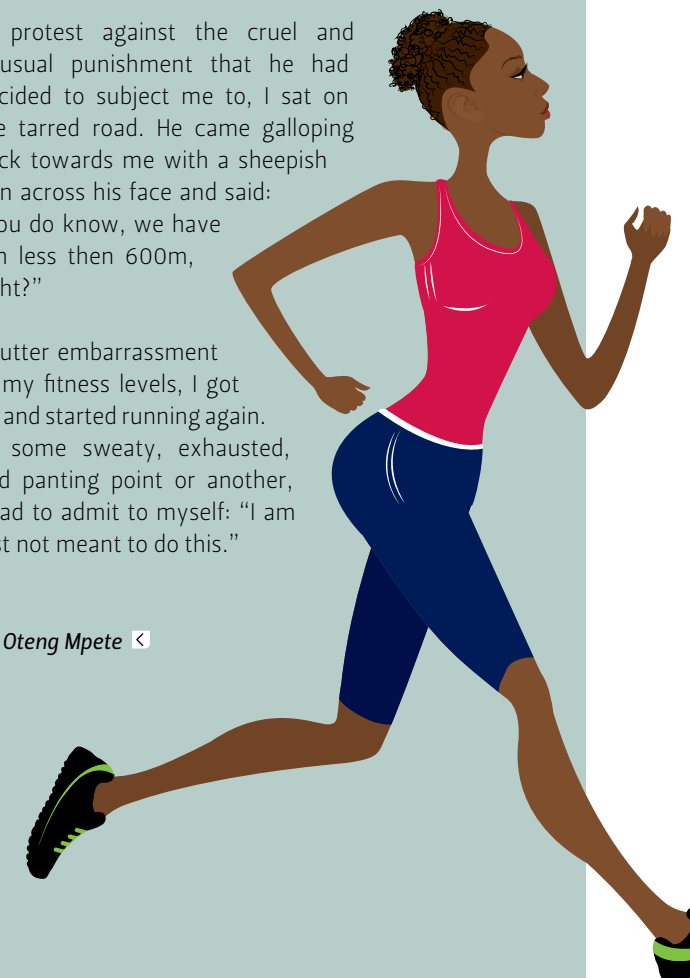 protest against the cruel and
usual punishment that he had
cided to subject me to, I sat on
e tarred road. He came galloping
ck towards me with a sheepish
n across his face and said:
ou do know, we have
n less then 600m,
ht?”
utter embarrassment
my fitness levels, I got
and started running again.
some sweaty, exhausted,
d panting point or another,
ad to admit to myself: “I am
st not meant to do this.”
Oteng Mpete